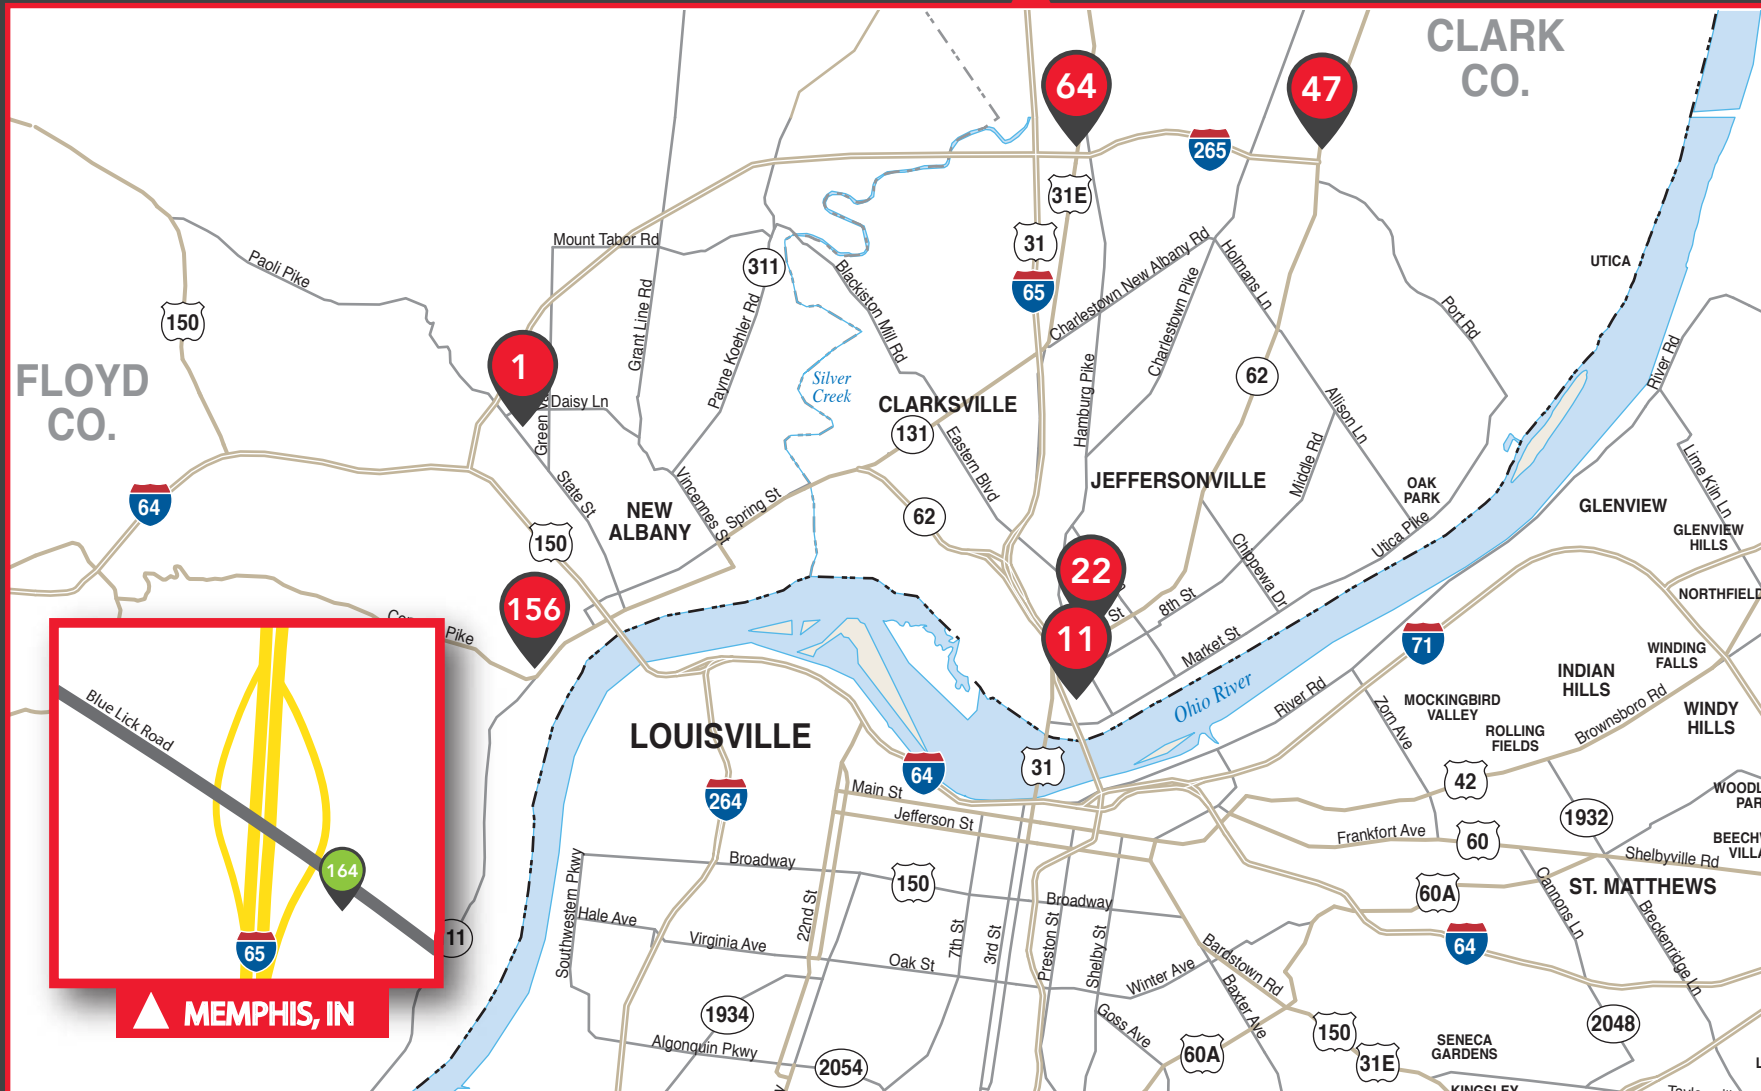 CLARK
CO.
64
47
265
31E
31
65
UTICA
Mount Tabor Rd
311
Paoli Pike
150
Grant Line Rd
Payne Koehler Rd
Blackiston Mill Rd
Charlestown New Albany Rd
Charlestown Pike
Holmans Ln
Port Rd
River Rd
FLOYD
CO.
1
Daisy Ln
Silver
Creek
CLARKSVILLE
131
Hamburg Pike
62
Allison Ln
Middle Rd
Green
State St
Vincennes St
Spring St
Eastern Blvd
JEFFERSONVILLE
OAK
PARK
GLENVIEW
Lime Kiln Ln
64
NEW
ALBANY
62
150
Utica Pike
GLENVIEW
HILLS
Chippewa Dr
22
156
St
8th St
NORTHFIELD
Pike
11
Market St
71
WINDING
FALLS
INDIAN
HILLS
MOCKINGBIRD
VALLEY
WINDY
HILLS
ROLLING
FIELDS
Ohio River
River Rd
Zorn Ave
Brownsboro Rd
LOUISVILLE
31
64
264
42
Main St
Jefferson St
1932
Frankfort Ave
60
Shelbyville Rd
Broadway
150
Broadway
60A
ST. MATTHEWS
Southwestern Pkwy
Hale Ave
Virginia Ave
22nd St
Oak St
7th St
3rd St
Preston St
Shelby St
Winter Ave
Bardstown Rd
Baxter Ave
Goss Ave
Cannons Ln
Breckenridge Ln
64
1934
Algonquin Pkwy
2054
60A
150
31E
SENECA
GARDENS
2048
KINGSLEY
Blue Lick Road
164
65
11
MEMPHIS, IN